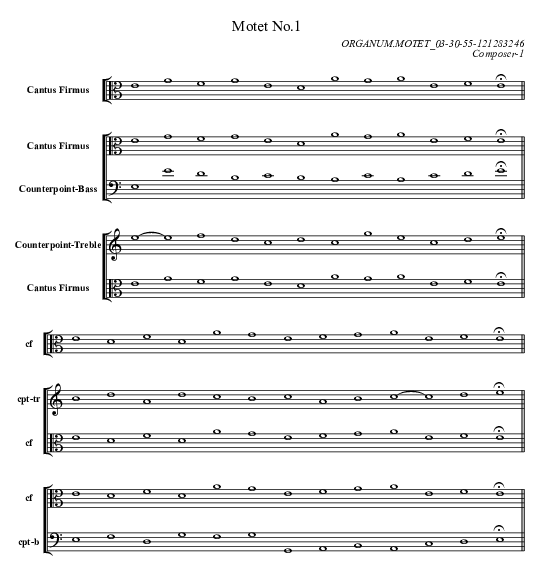 Motet No.1
ORGANUM.MOTET_03-30-55-121283246
Composer-1
Cantus Firmus
Cantus Firmus
Counterpoint-Bass
Counterpoint-Treble
Cantus Firmus
cf
cpt-tr
cf
cf
cpt-b